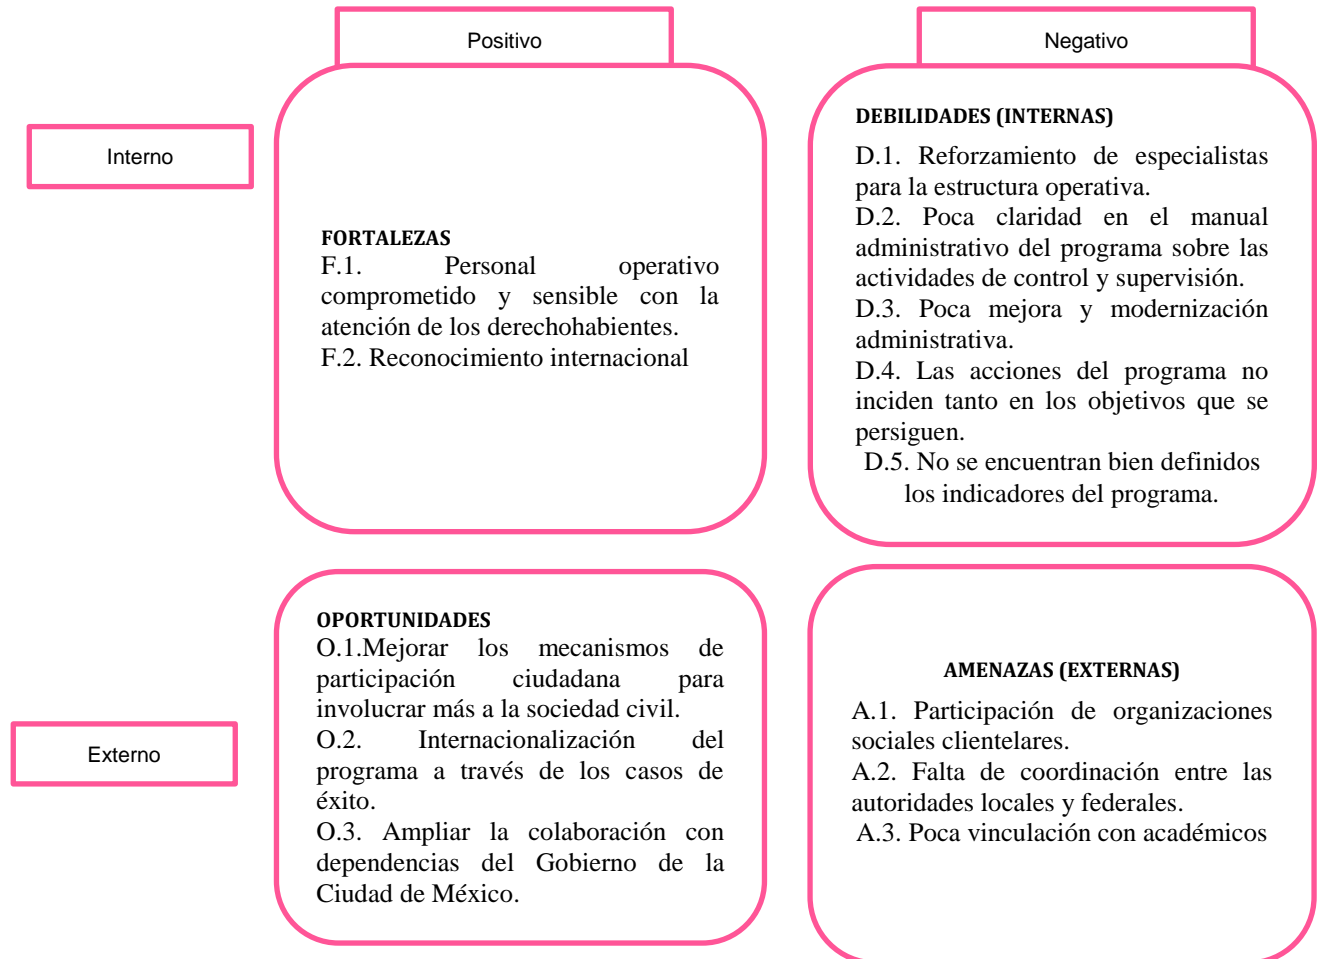 Positivo
Negativo
Interno
FORTALEZAS
F.1. Personal operativo
comprometido y sensible con la
atención de los derechohabientes.
F.2. Reconocimiento internacional
DEBILIDADES (INTERNAS)
D.1. Reforzamiento de especialistas
para la estructura operativa.
D.2. Poca claridad en el manual
administrativo del programa sobre las
actividades de control y supervisión.
D.3. Poca mejora y modernización
administrativa.
D.4. Las acciones del programa no
inciden tanto en los objetivos que se
persiguen.
D.5. No se encuentran bien definidos
los indicadores del programa.
Externo
OPORTUNIDADES
O.1.Mejorar los mecanismos de
participación ciudadana para
involucrar más a la sociedad civil.
O.2. Internacionalización del
programa a través de los casos de
éxito.
O.3. Ampliar la colaboración con
dependencias del Gobierno de la
Ciudad de México.
AMENAZAS (EXTERNAS)
A.1. Participación de organizaciones
sociales clientelares.
A.2. Falta de coordinación entre las
autoridades locales y federales.
A.3. Poca vinculación con académicos